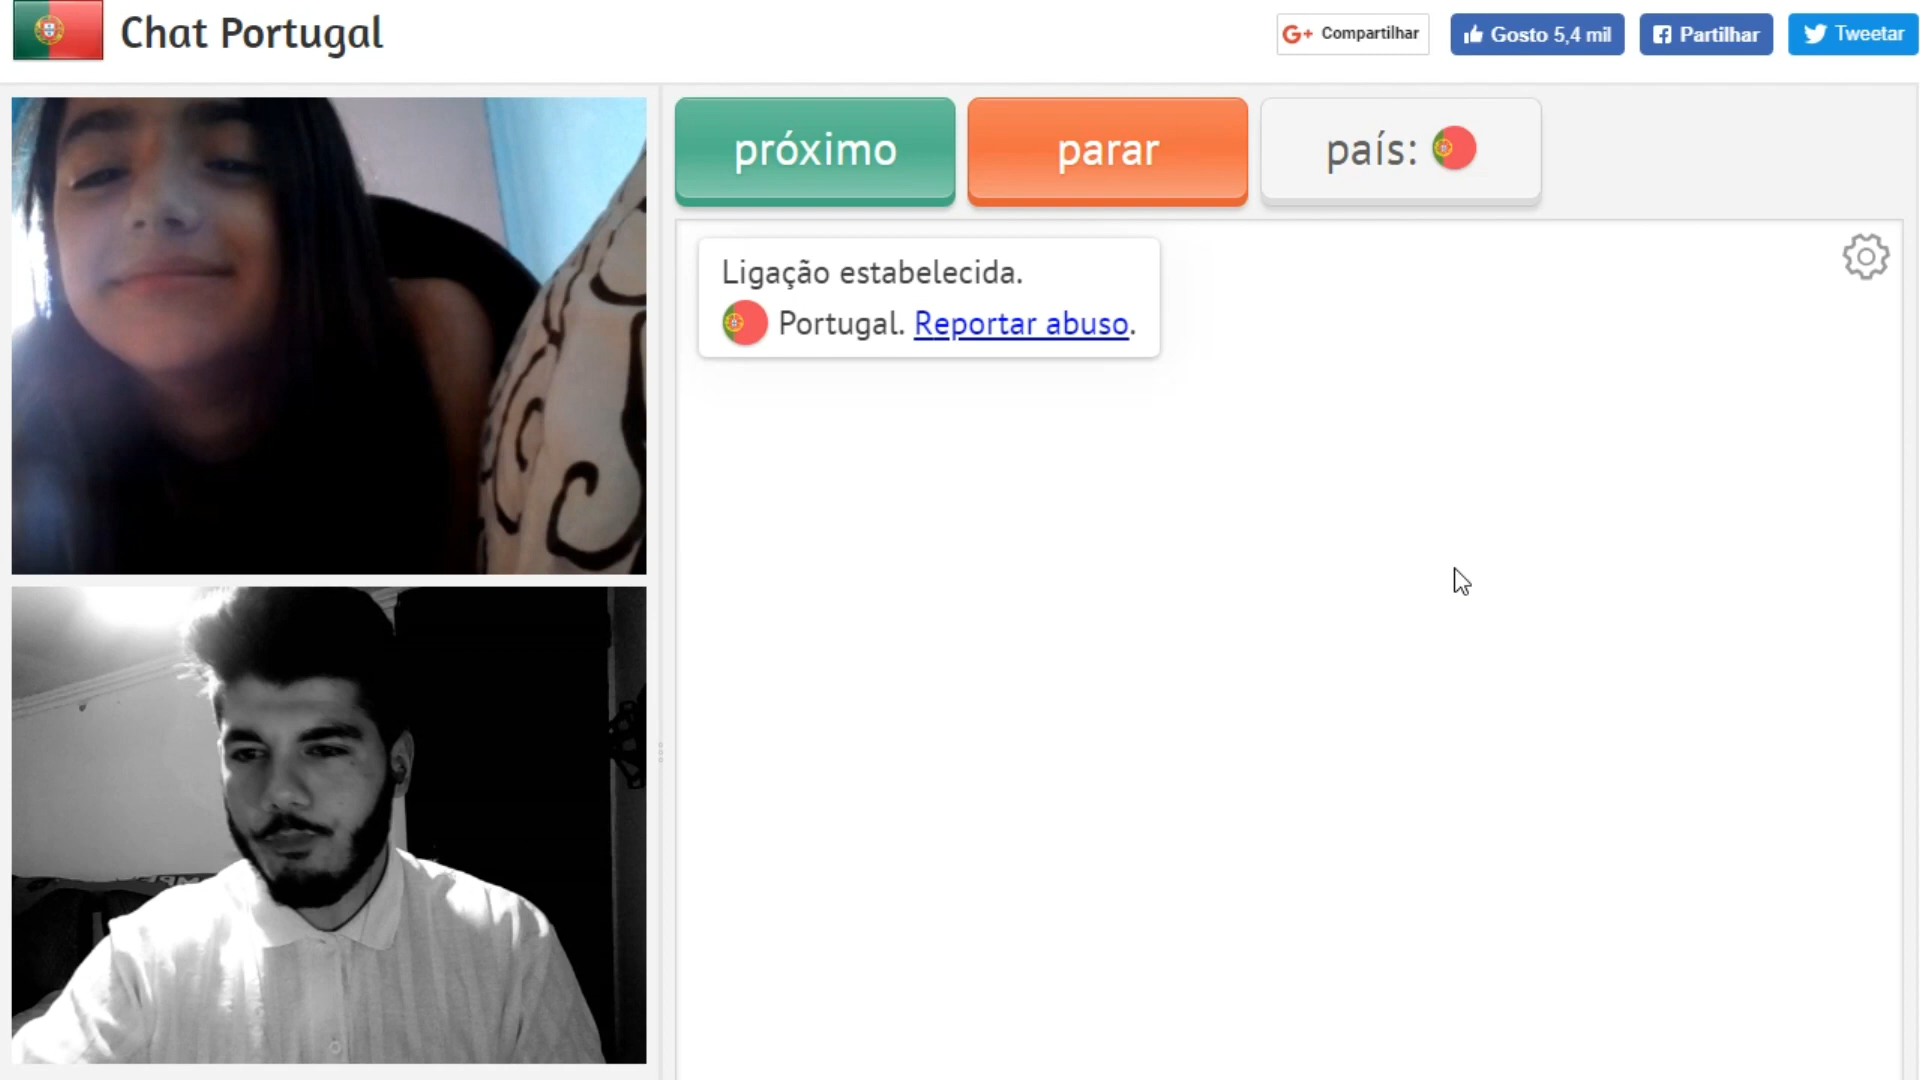 Chat Portugal
G+ Compartilhar
Gosto 5,4 mil
Partilhar
Tweetar
próximo
parar
país:
Ligação estabelecida.
Portugal. Reportar abuso.